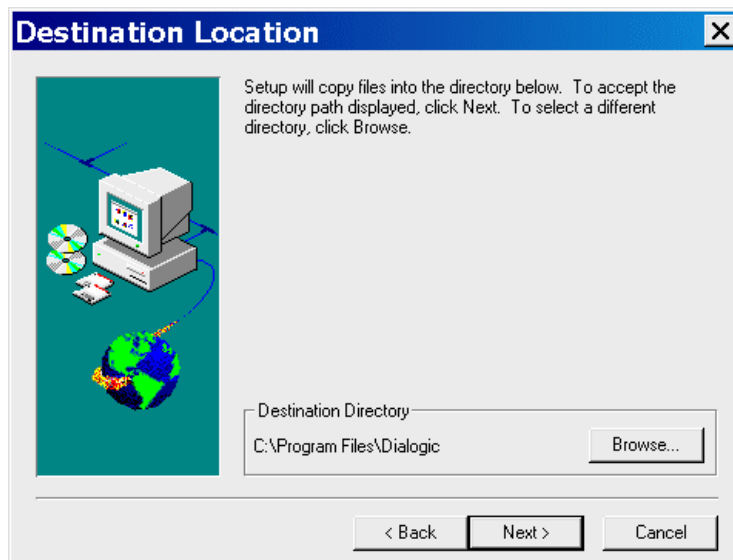 Destination Location
Setup will copy files into the directory below. To accept the
directory path displayed, click Next. To select a different
directory, click Browse.
Destination Directory
C:\Program Files\Dialogic
Browse...
< Back
Next >
Cancel